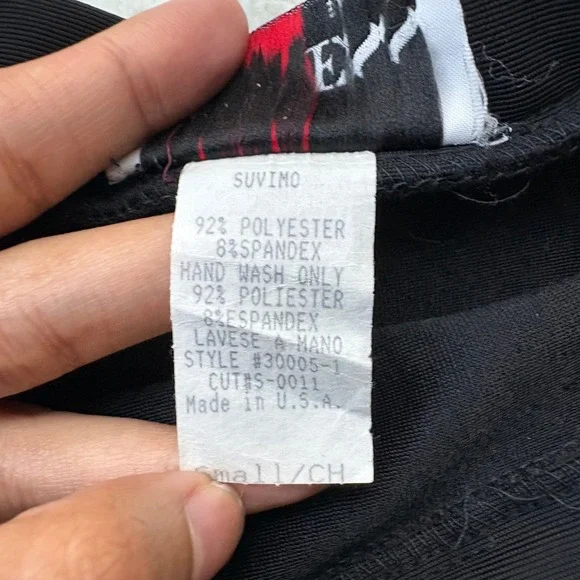 SUVIMO
92% POLYESTER
8%SPANDEX
HAND WASH ONLY
92% POLIESTER
8%ESPANDEX
LAVESE A MANO
STYLE #30005-1
CUT#S-0011
Made in U.S.A.
Small/CH